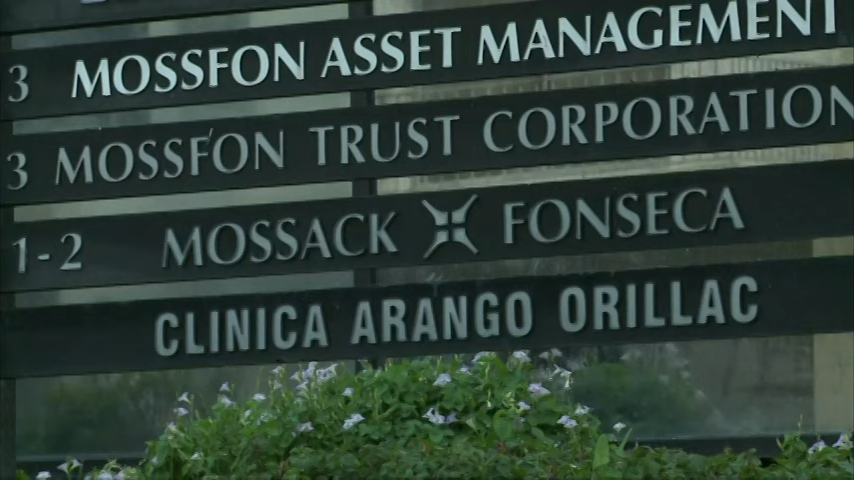 3 MOSSFON ASSET MANAGEMENT
3 MOSSFON TRUST CORPORATION
1-2 MOSSACK FONSECA
CLINICA ARANGO ORILLAC